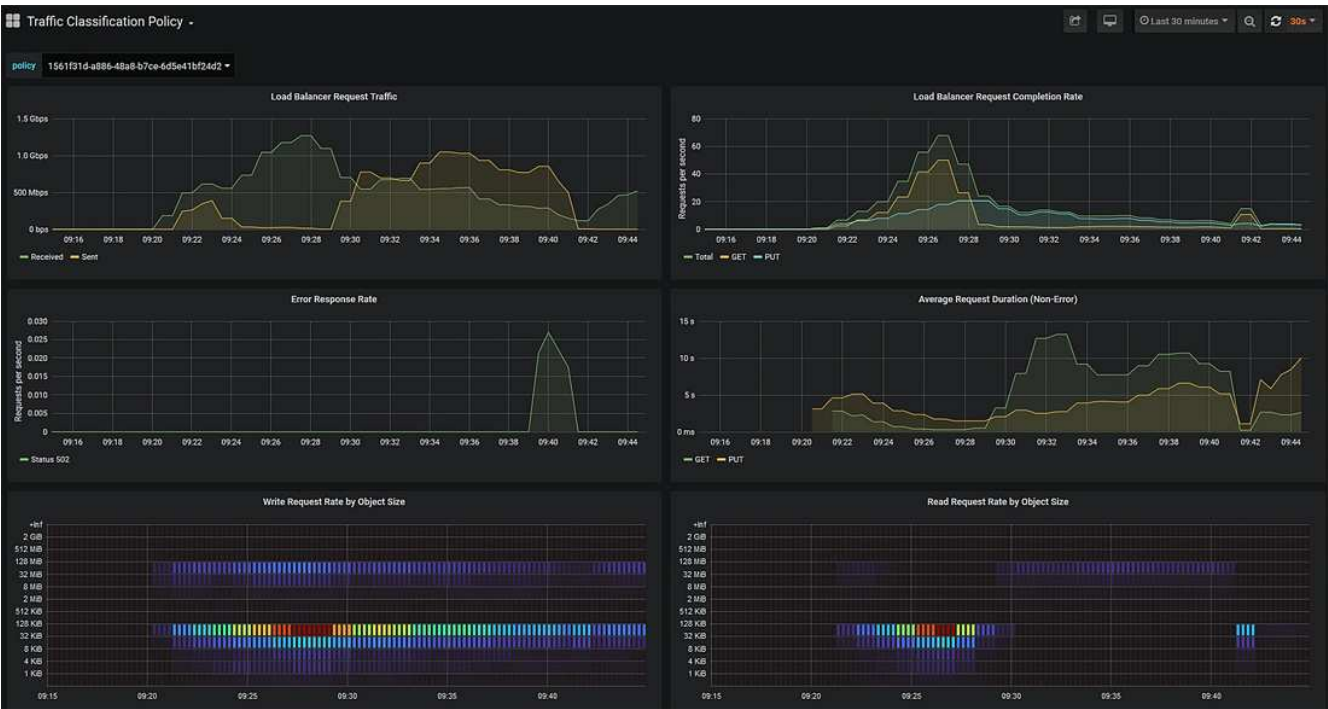 Traffic Classification Policy
Last 30 minutes 30s
policy 1561f31d-a886-48a8-b7ce-6d5e41bf24d2
Load Balancer Request Traffic
1.5 Gbps
1.0 Gbps
500 Mbps
0 bps
09:16 09:18 09:20 09:22 09:24 09:26 09:28 09:30 09:32 09:34 09:36 09:38 09:40 09:42 09:44
Received Sent
Load Balancer Request Completion Rate
Requests per second
80
60
40
20
0
09:16 09:18 09:20 09:22 09:24 09:26 09:28 09:30 09:32 09:34 09:36 09:38 09:40 09:42 09:44
Total GET PUT
Error Response Rate
Requests per second
0.030
0.025
0.020
0.015
0.010
0.005
0
09:16 09:18 09:20 09:22 09:24 09:26 09:28 09:30 09:32 09:34 09:36 09:38 09:40 09:42 09:44
Status 502
Average Request Duration (Non-Error)
15 s
10 s
5 s
0 ms
09:16 09:18 09:20 09:22 09:24 09:26 09:28 09:30 09:32 09:34 09:36 09:38 09:40 09:42 09:44
GET PUT
Write Request Rate by Object Size
+Inf
2 GiB
512 MiB
128 MiB
32 MiB
8 MiB
2 MiB
512 KiB
128 KiB
32 KiB
8 KiB
4 KiB
1 KiB
09:15 09:20 09:25 09:30 09:35 09:40
Read Request Rate by Object Size
+Inf
2 GiB
512 MiB
128 MiB
32 MiB
8 MiB
2 MiB
512 KiB
128 KiB
32 KiB
8 KiB
4 KiB
1 KiB
09:15 09:20 09:25 09:30 09:35 09:40